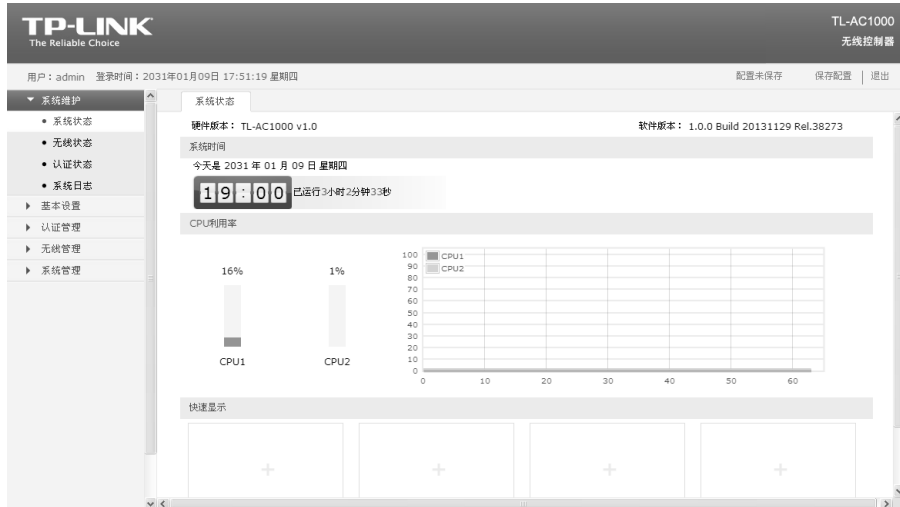 TP-LINK
The Reliable Choice
TL-AC1000
无线控制器
用户：admin 登录时间：2031年01月09日 17:51:19 星期四
配置未保存 保存配置 退出
系统维护
系统状态
无线状态
认证状态
系统日志
基本设置
认证管理
无线管理
系统管理
系统状态
硬件版本： TL-AC1000 v1.0
软件版本： 1.0.0 Build 20131129 Rel.38273
系统时间
今天是 2031 年 01 月 09 日 星期四
19:00 已运行3小时2分钟33秒
CPU利用率
16% 1%
CPU1 CPU2
100
90
80
70
60
50
40
30
20
10
0
CPU1
CPU2
0 10 20 30 40 50 60
快速显示